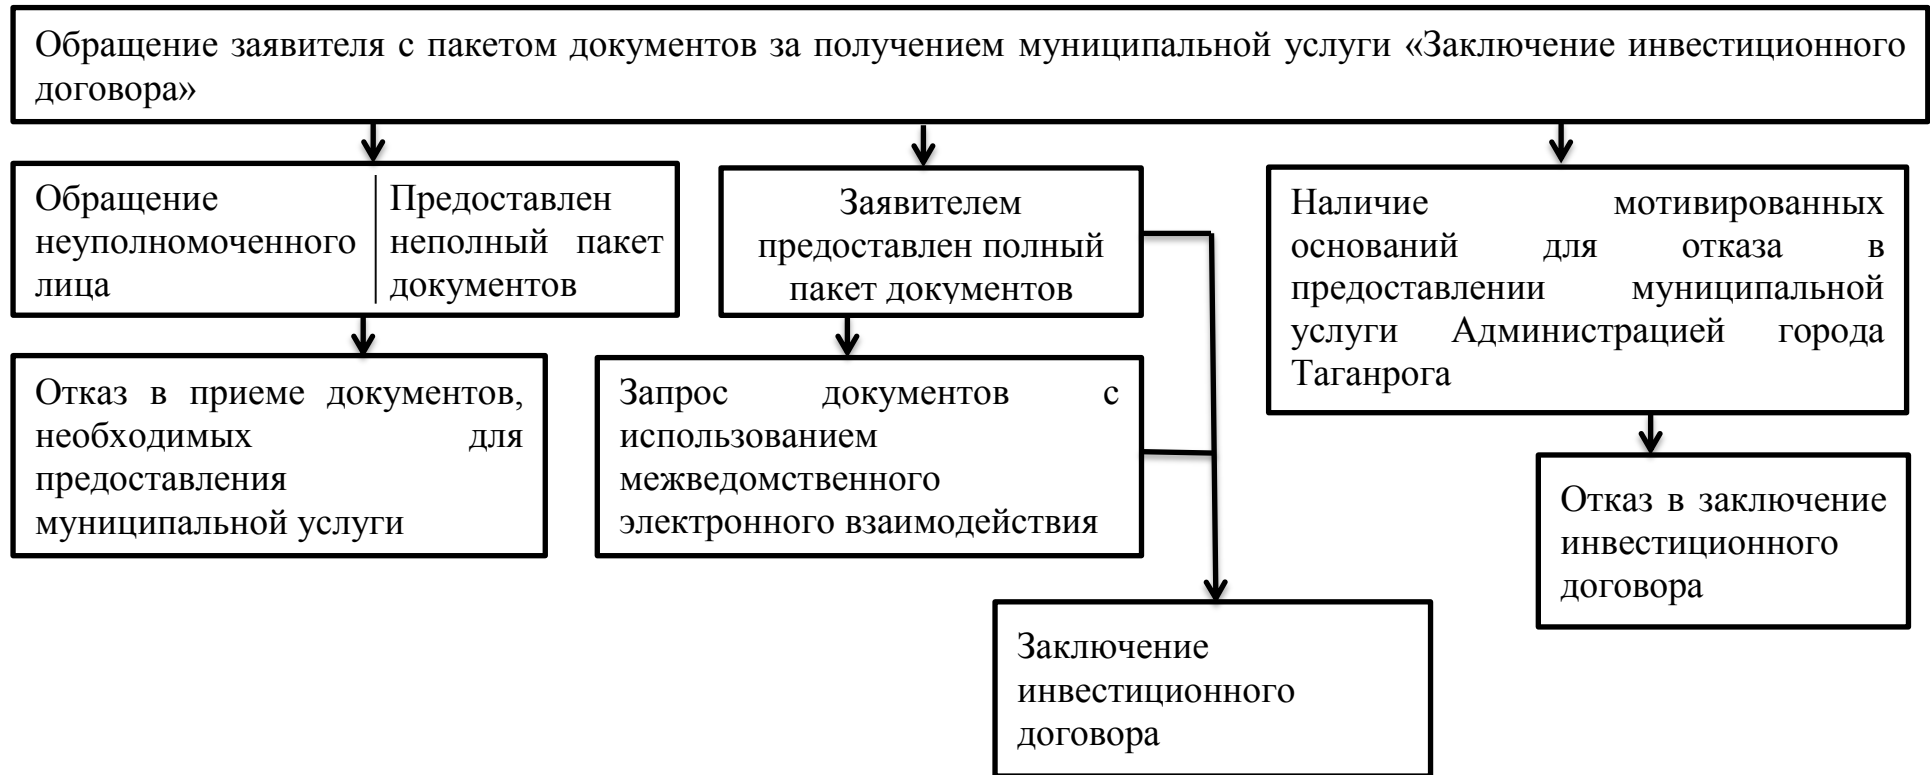 Обращение заявителя с пакетом документов за получением муниципальной услуги «Заключение инвестиционного
договора»
Обращение
неуполномоченного
лица
Предоставлен
неполный пакет
документов
Заявителем
предоставлен полный
пакет документов
Наличие мотивированных
оснований для отказа в
предоставлении муниципальной
услуги Администрацией города
Таганрога
Отказ в приеме документов,
необходимых для
предоставления
муниципальной услуги
Запрос документов с
использованием
межведомственного
электронного взаимодействия
Отказ в заключение
инвестиционного
договора
Заключение
инвестиционного
договора